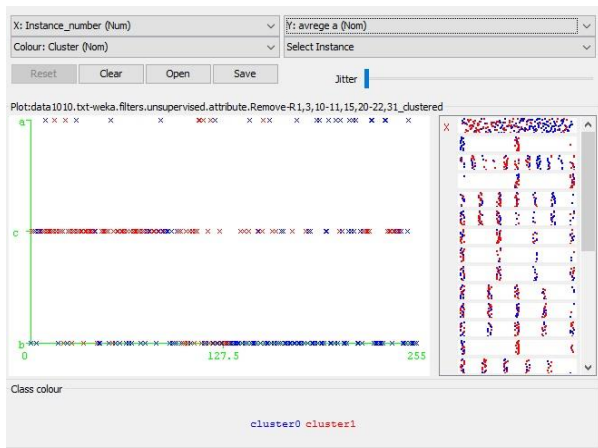 X: Instance_number (Num) Y: avrege a (Nom)
Colour: Cluster (Nom) Select Instance
Reset Clear Open Save Jitter
Plot:data1010.txt-weka.filters.unsupervised.attribute.Remove-R1,3,10-11,15,20-22,31_clustered
a
X
c
b
0 127.5 255
Class colour
cluster0 cluster1